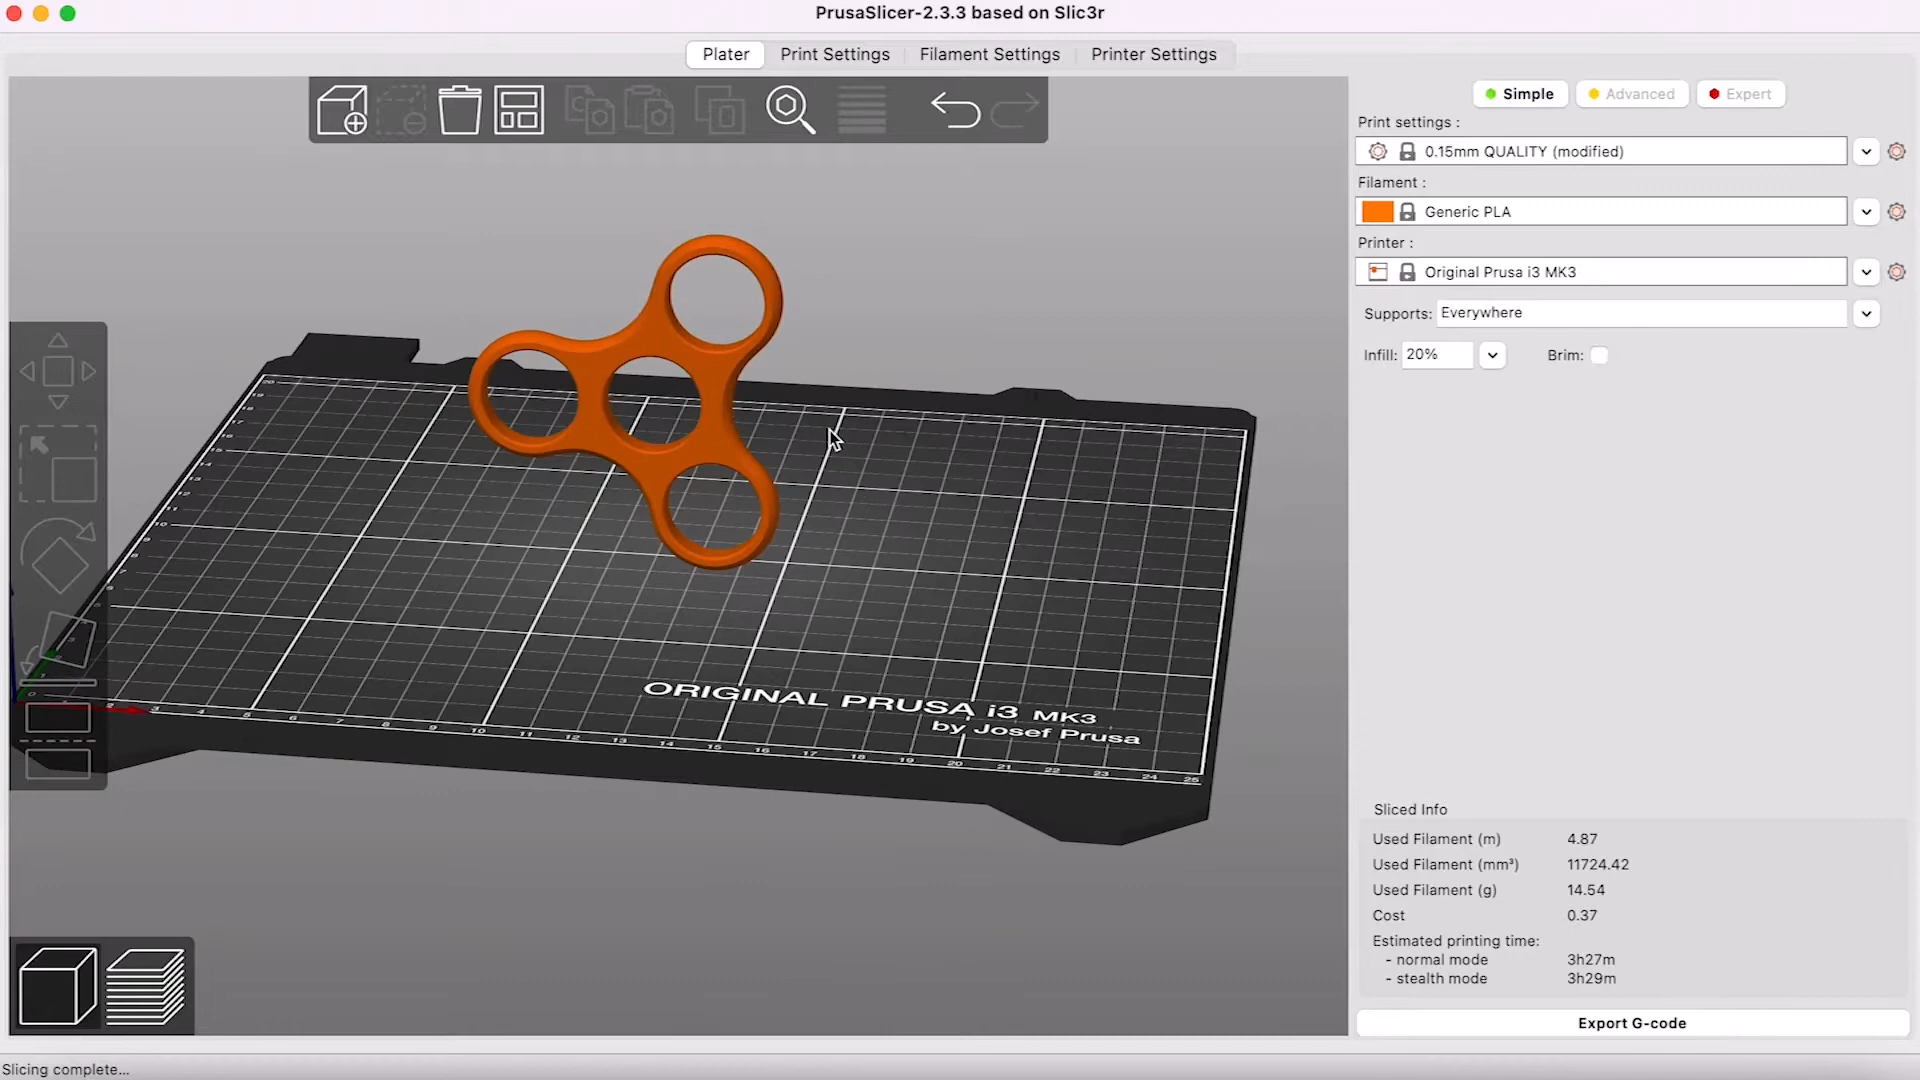 PrusaSlicer-2.3.3 based on Slic3r
Plater Print Settings Filament Settings Printer Settings
Simple Advanced Expert
Print settings :
0.15mm QUALITY (modified)
Filament :
Generic PLA
Printer :
Original Prusa i3 MK3
Supports: Everywhere
Infill: 20% Brim:
ORIGINAL PRUSA i3 MK3
by Josef Prusa
Sliced Info
Used Filament (m) 4.87
Used Filament (mm³) 11724.42
Used Filament (g) 14.54
Cost 0.37
Estimated printing time:
- normal mode 3h27m
- stealth mode 3h29m
Export G-code
Slicing complete...